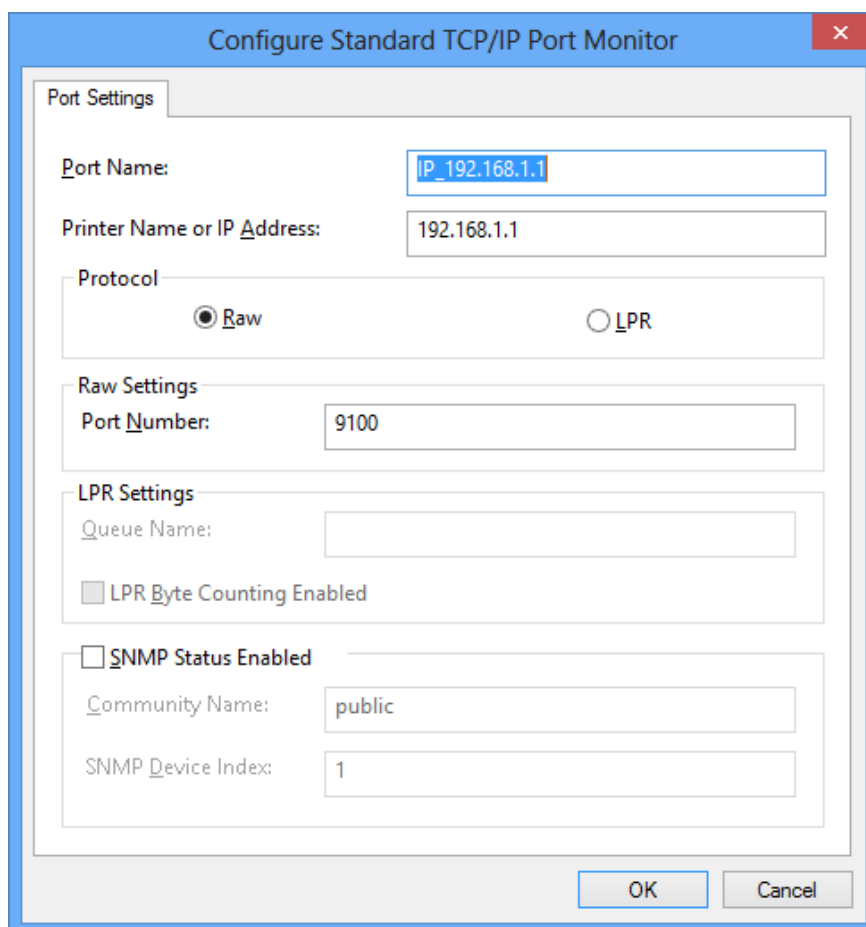 Configure Standard TCP/IP Port Monitor
Port Settings
Port Name: IP_192.168.1.1
Printer Name or IP Address: 192.168.1.1
Protocol
Raw LPR
Raw Settings
Port Number: 9100
LPR Settings
Queue Name:
LPR Byte Counting Enabled
SNMP Status Enabled
Community Name: public
SNMP Device Index: 1
OK Cancel